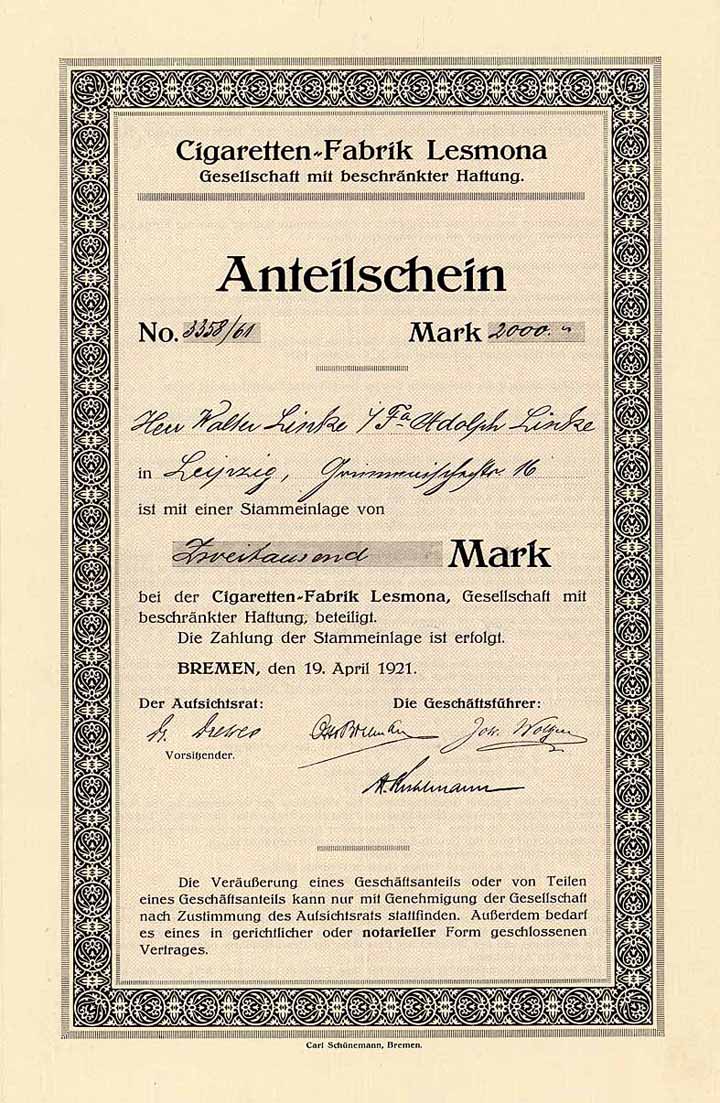 Cigaretten-Fabrik Lesmona
Gesellschaft mit beschränkter Haftung.
Anteilschein
No. 3358/61 Mark 2000.
Herr Walter Linke / Fa Adolph Linke
in Leipzig, 16
ist mit einer Stammeinlage von
Zweitausend Mark
bei der Cigaretten-Fabrik Lesmona, Gesellschaft mit
beschränkter Haftung, beteiligt.
Die Zahlung der Stammeinlage ist erfolgt.
BREMEN, den 19. April 1921.
Der Aufsichtsrat: Die Geschäftsführer:
Vorsitzender.
Die Veräußerung eines Geschäftsanteils oder von Teilen
eines Geschäftsanteils kann nur mit Genehmigung der Gesellschaft
nach Zustimmung des Aufsichtsrats stattfinden. Außerdem bedarf
es eines in gerichtlicher oder notarieller Form geschlossenen
Vertrages.
Carl Schünemann, Bremen.